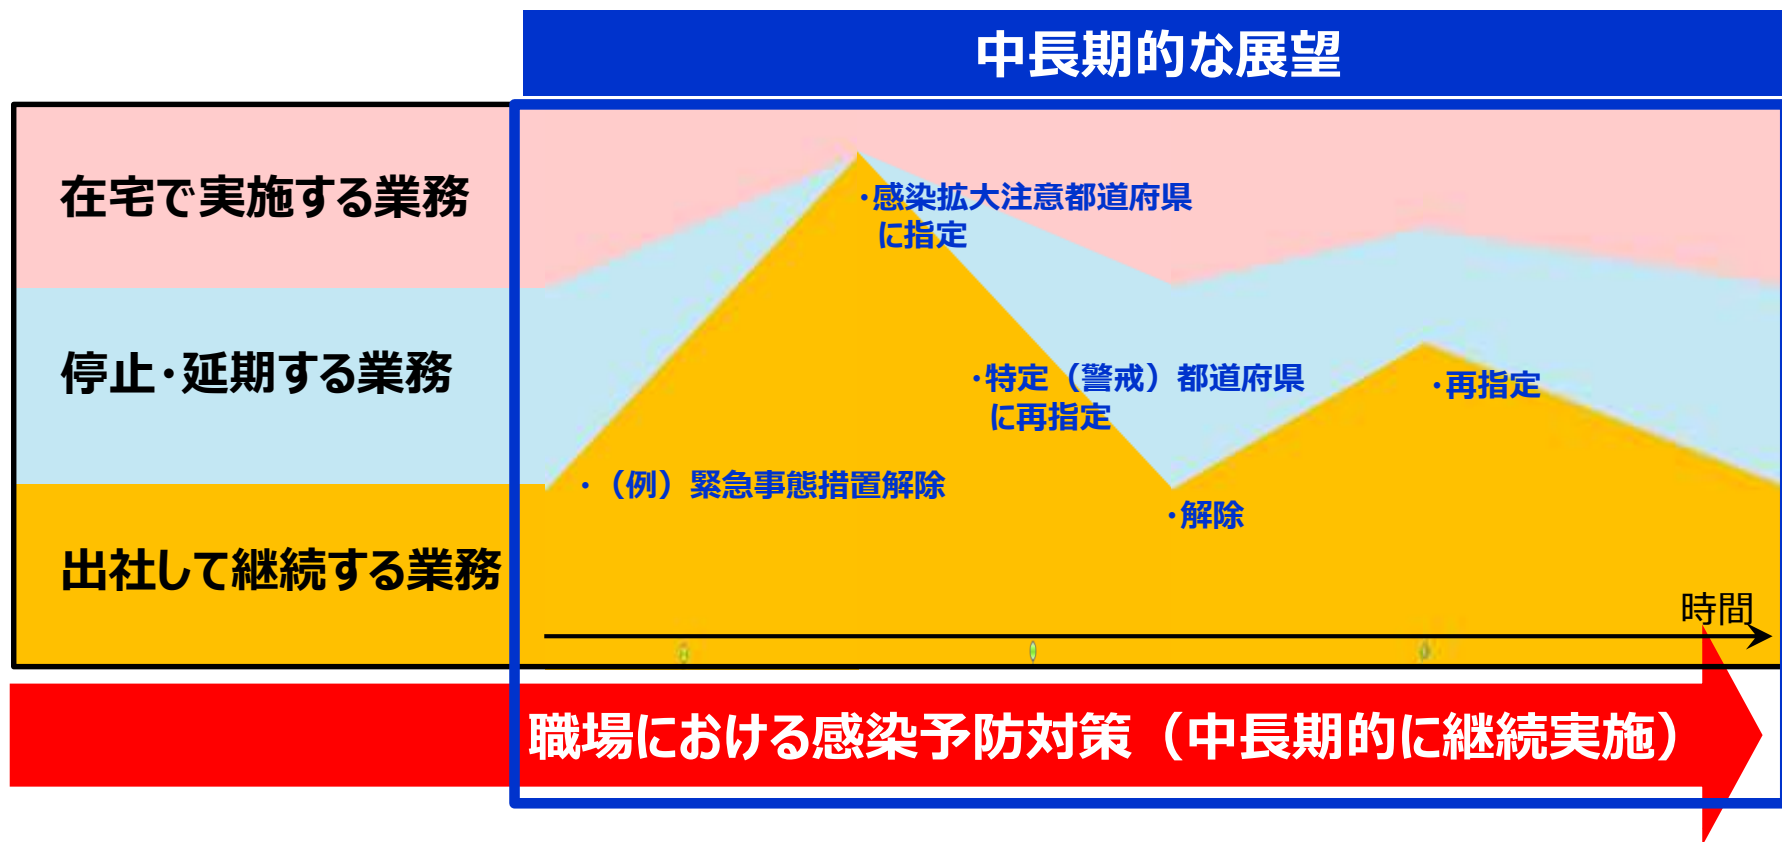 中長期的な展望
在宅で実施する業務
・感染拡大注意都道府県
に指定
停止・延期する業務
・特定（警戒）都道府県
に再指定
・再指定
・（例）緊急事態措置解除
・解除
出社して継続する業務
時間
職場における感染予防対策（中長期的に継続実施）